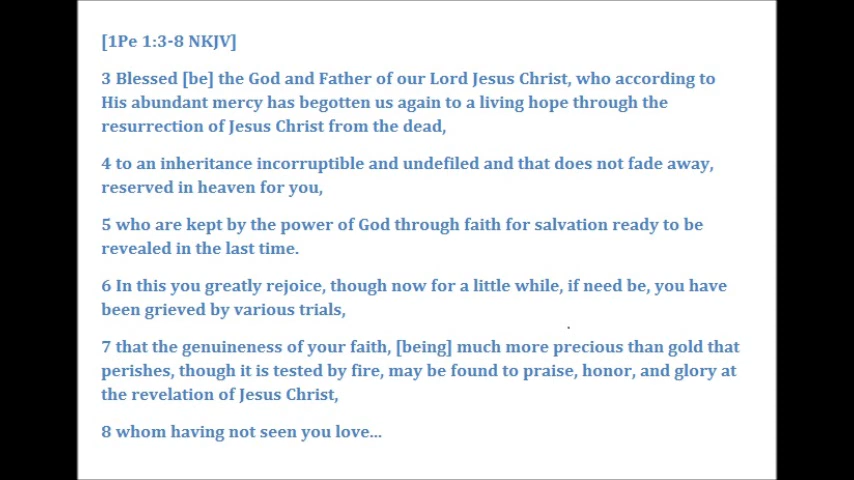 [1Pe 1:3-8 NKJV]
3 Blessed [be] the God and Father of our Lord Jesus Christ, who according to
His abundant mercy has begotten us again to a living hope through the
resurrection of Jesus Christ from the dead,
4 to an inheritance incorruptible and undefiled and that does not fade away,
reserved in heaven for you,
5 who are kept by the power of God through faith for salvation ready to be
revealed in the last time.
6 In this you greatly rejoice, though now for a little while, if need be, you have
been grieved by various trials,
7 that the genuineness of your faith, [being] much more precious than gold that
perishes, though it is tested by fire, may be found to praise, honor, and glory at
the revelation of Jesus Christ,
8 whom having not seen you love...